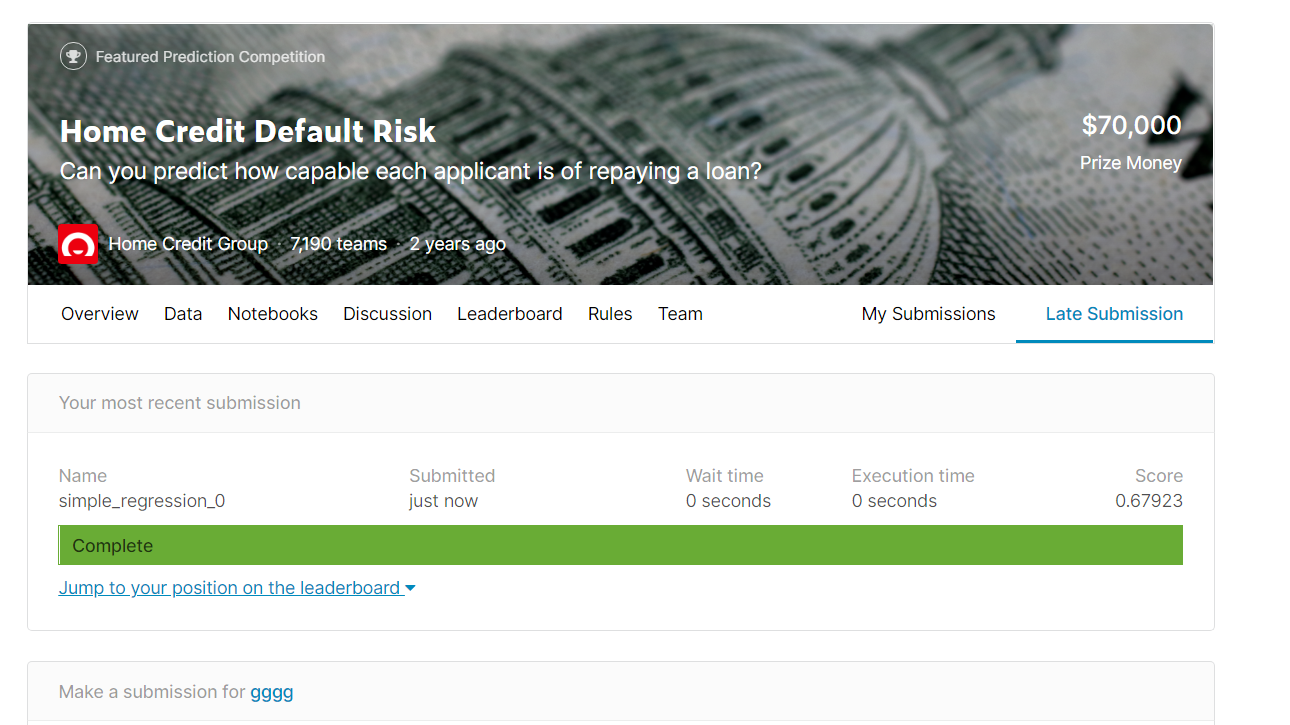 Featured Prediction Competition
Home Credit Default Risk
$70,000
Can you predict how capable each applicant is of repaying a loan?
Prize Money
Home Credit Group · 7,190 teams · 2 years ago
Overview Data Notebooks Discussion Leaderboard Rules Team My Submissions Late Submission
Your most recent submission
Name Submitted Wait time Execution time Score
simple_regression_0 just now 0 seconds 0 seconds 0.67923
Complete
Jump to your position on the leaderboard
Make a submission for gggg